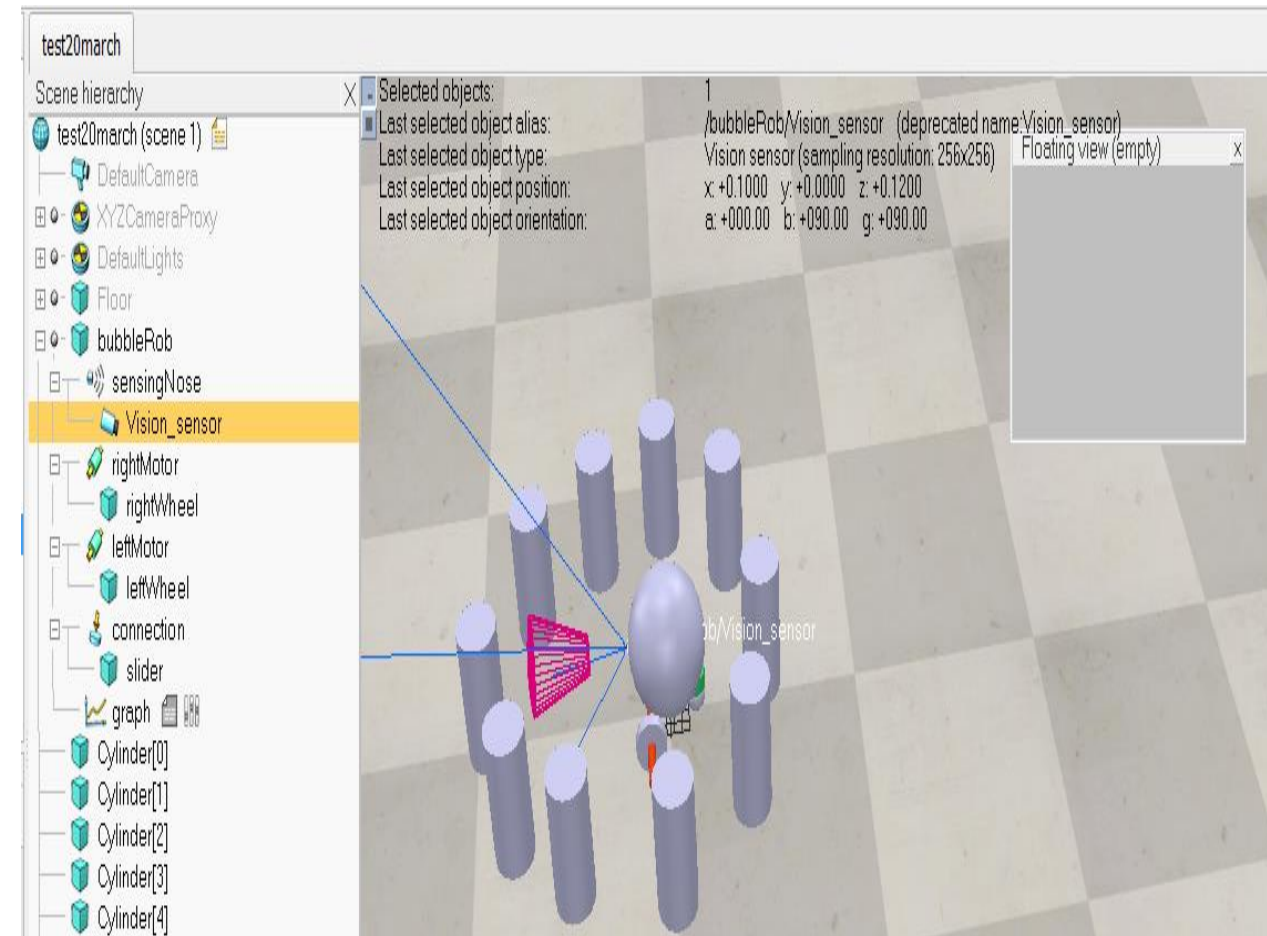 test20march
Scene hierarchy
test20march (scene 1)
DefaultCamera
XYZCameraProxy
DefaultLights
Floor
bubbleRob
sensingNose
Vision_sensor
rightMotor
rightWheel
leftMotor
leftWheel
connection
slider
graph
Cylinder[0]
Cylinder[1]
Cylinder[2]
Cylinder[3]
Cylinder[4]
Selected objects: 1
Last selected object alias: /bubbleRob/Vision_sensor (deprecated name:Vision_sensor)
Last selected object type: Vision sensor (sampling resolution: 256x256)
Last selected object position: x: +0.1000 y: +0.0000 z: +0.1200
Last selected object orientation: a: +000.00 b: +090.00 g: +090.00
Floating view (empty)
ob/Vision_sensor